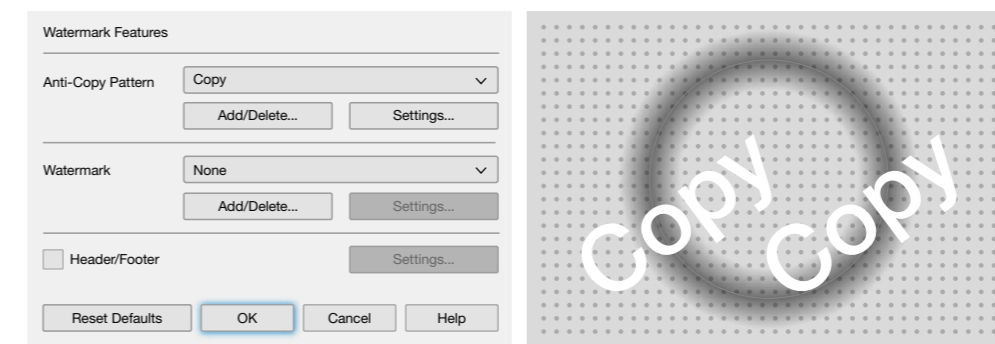 Watermark Features
Anti-Copy Pattern Copy
Add/Delete... Settings...
Watermark None
Add/Delete... Settings...
Header/Footer Settings...
Reset Defaults OK Cancel Help
Copy Copy